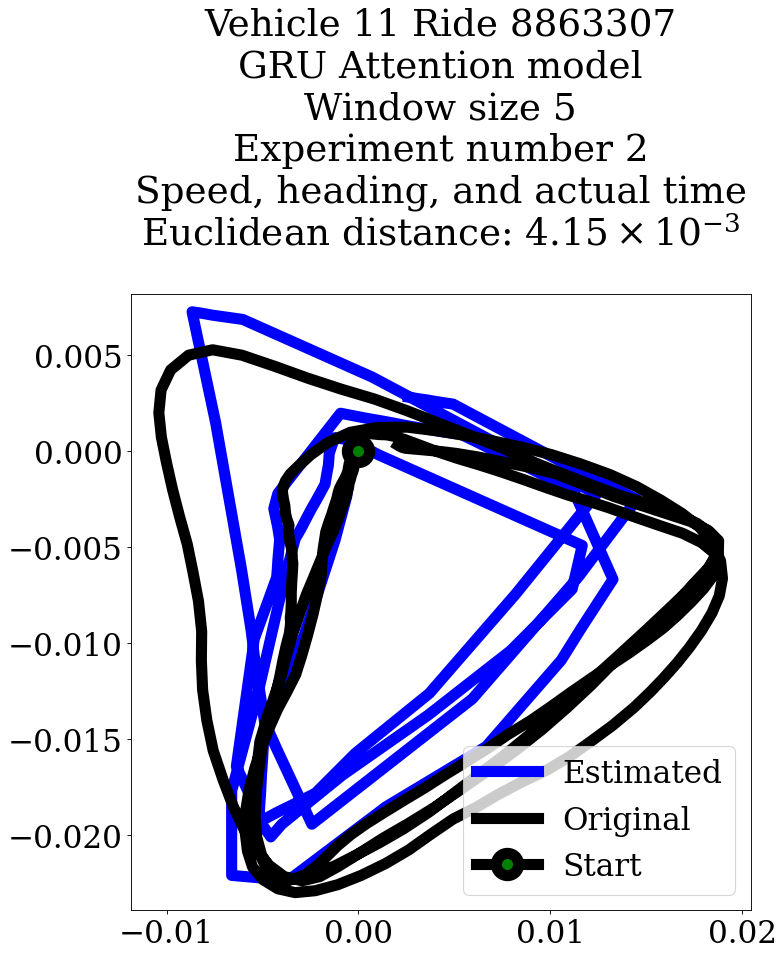 Vehicle 11 Ride 8863307
GRU Attention model
Window size 5
Experiment number 2
Speed, heading, and actual time
Euclidean distance: 4.15 × 10⁻³
0.005
0.000
−0.005
−0.010
−0.015
−0.020
Estimated
Original
Start
−0.01
0.00
0.01
0.02